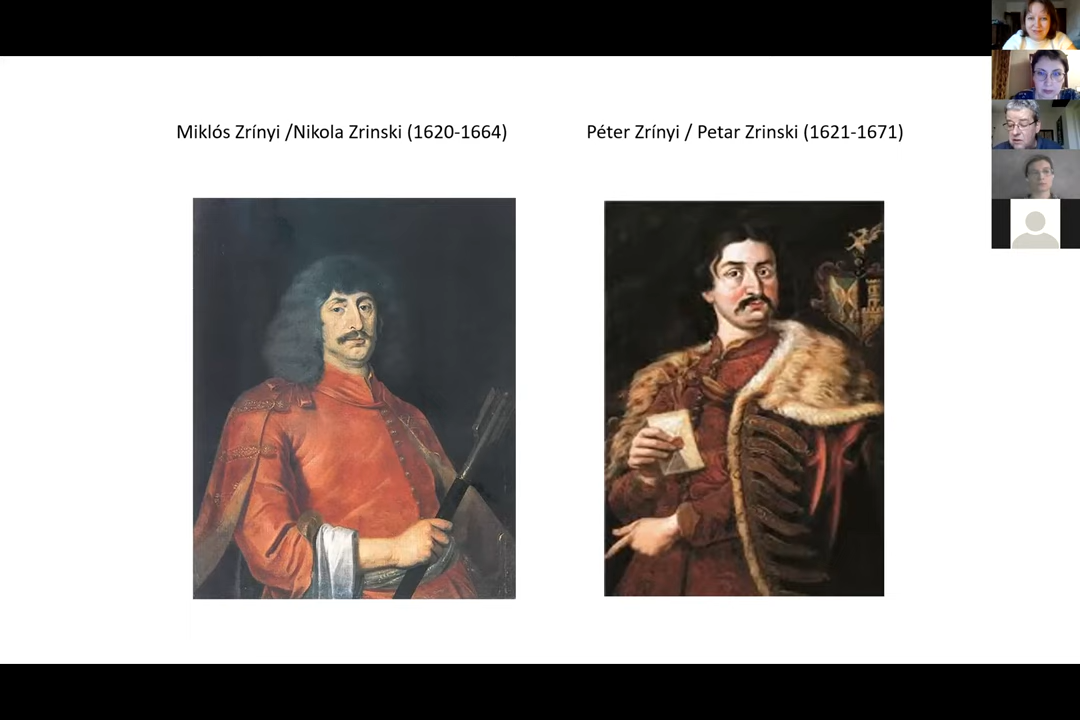 Miklós Zrínyi /Nikola Zrinski (1620-1664)
Péter Zrínyi / Petar Zrinski (1621-1671)